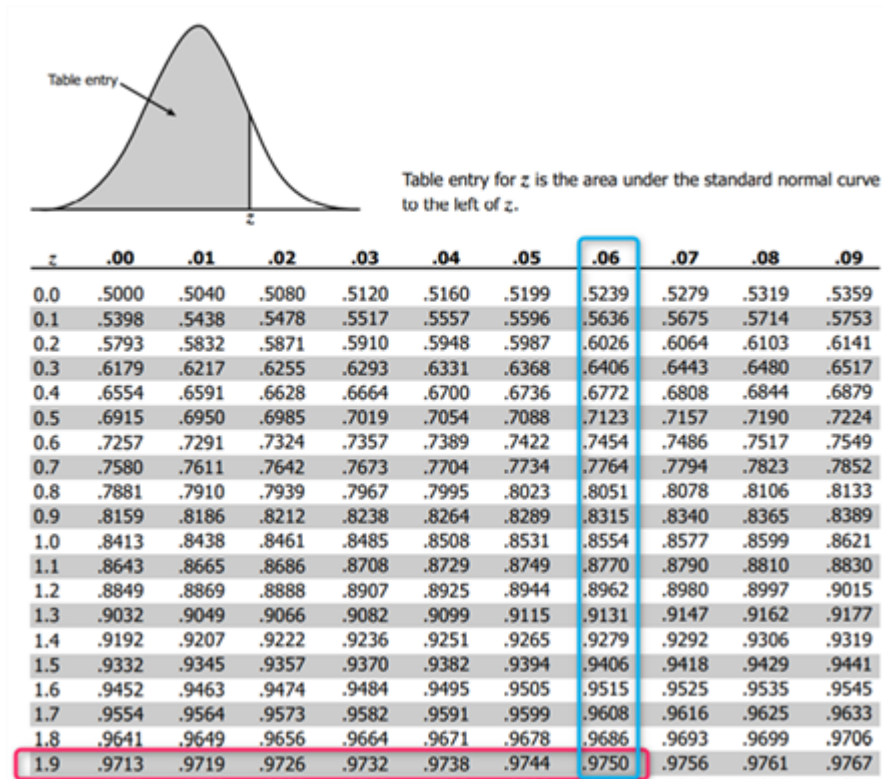 Table entry
z
Table entry for z is the area under the standard normal curve
to the left of z.
z .00 .01 .02 .03 .04 .05 .06 .07 .08 .09
0.0 .5000 .5040 .5080 .5120 .5160 .5199 .5239 .5279 .5319 .5359
0.1 .5398 .5438 .5478 .5517 .5557 .5596 .5636 .5675 .5714 .5753
0.2 .5793 .5832 .5871 .5910 .5948 .5987 .6026 .6064 .6103 .6141
0.3 .6179 .6217 .6255 .6293 .6331 .6368 .6406 .6443 .6480 .6517
0.4 .6554 .6591 .6628 .6664 .6700 .6736 .6772 .6808 .6844 .6879
0.5 .6915 .6950 .6985 .7019 .7054 .7088 .7123 .7157 .7190 .7224
0.6 .7257 .7291 .7324 .7357 .7389 .7422 .7454 .7486 .7517 .7549
0.7 .7580 .7611 .7642 .7673 .7704 .7734 .7764 .7794 .7823 .7852
0.8 .7881 .7910 .7939 .7967 .7995 .8023 .8051 .8078 .8106 .8133
0.9 .8159 .8186 .8212 .8238 .8264 .8289 .8315 .8340 .8365 .8389
1.0 .8413 .8438 .8461 .8485 .8508 .8531 .8554 .8577 .8599 .8621
1.1 .8643 .8665 .8686 .8708 .8729 .8749 .8770 .8790 .8810 .8830
1.2 .8849 .8869 .8888 .8907 .8925 .8944 .8962 .8980 .8997 .9015
1.3 .9032 .9049 .9066 .9082 .9099 .9115 .9131 .9147 .9162 .9177
1.4 .9192 .9207 .9222 .9236 .9251 .9265 .9279 .9292 .9306 .9319
1.5 .9332 .9345 .9357 .9370 .9382 .9394 .9406 .9418 .9429 .9441
1.6 .9452 .9463 .9474 .9484 .9495 .9505 .9515 .9525 .9535 .9545
1.7 .9554 .9564 .9573 .9582 .9591 .9599 .9608 .9616 .9625 .9633
1.8 .9641 .9649 .9656 .9664 .9671 .9678 .9686 .9693 .9699 .9706
1.9 .9713 .9719 .9726 .9732 .9738 .9744 .9750 .9756 .9761 .9767